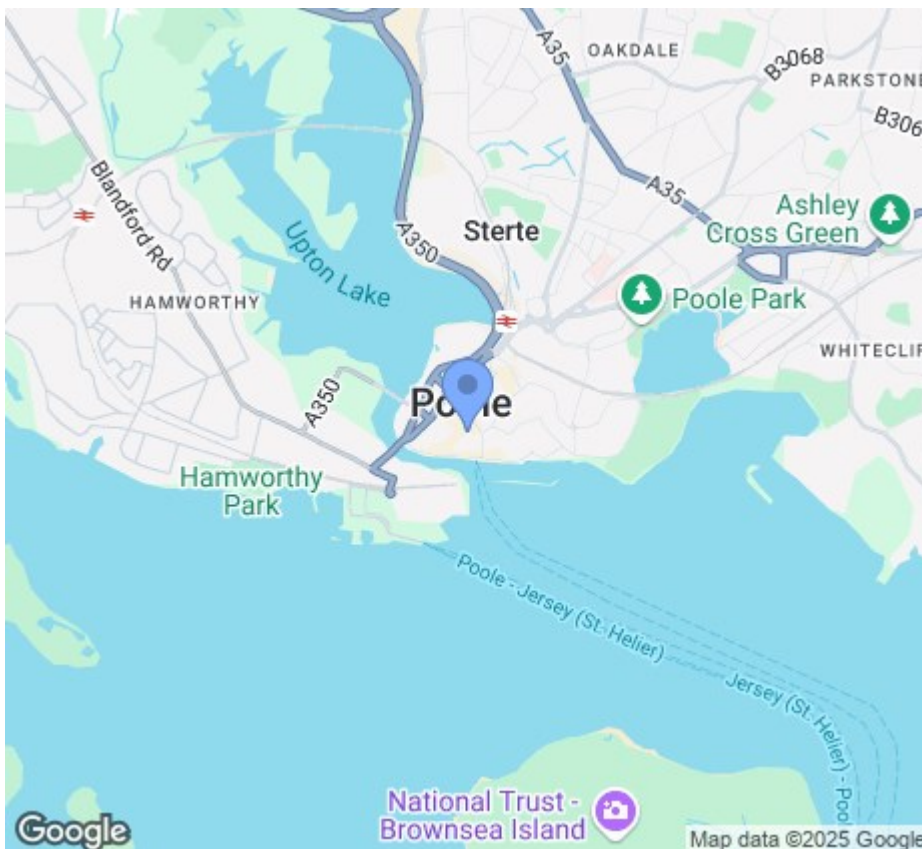 A35
OAKDALE
B3068
PARKSTONE
B306
A35
Blandford Rd
Sterte
Ashley
Cross Green
A350
Upton Lake
Poole Park
HAMWORTHY
WHITECLIF
A350
Poole
Hamworthy
Park
Poole - Jersey (St. Helier)
Jersey (St. Helier) - Pool
National Trust -
Brownsea Island
Google
Map data ©2025 Google